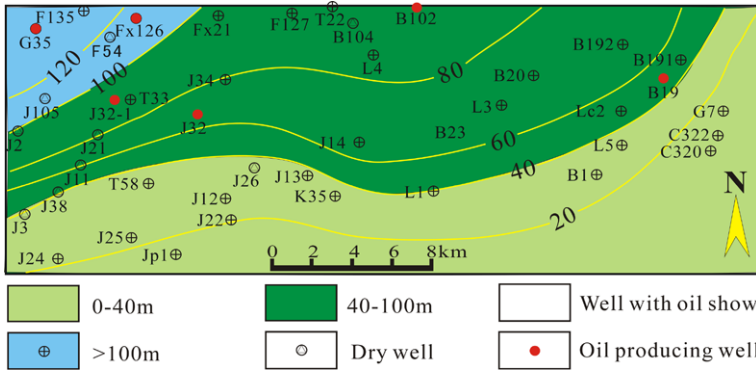 F135 Fx126 Fx21 F127 T22 B102
G35 B104
F54 L4 B192
120 B191
100 J34 80 B20
J105 T33 B19
J32-1 L3 Lc2 G7
J2 J32 B23
J21 J14 60 C322
L5 C320
J11 J26 J13 40 B1
T58 L1
J38 J12 K35 N
J3 J22 20
J25
J24 Jp1
0 4 8km
0-40m 40-100m Well with oil show
>100m Dry well Oil producing well